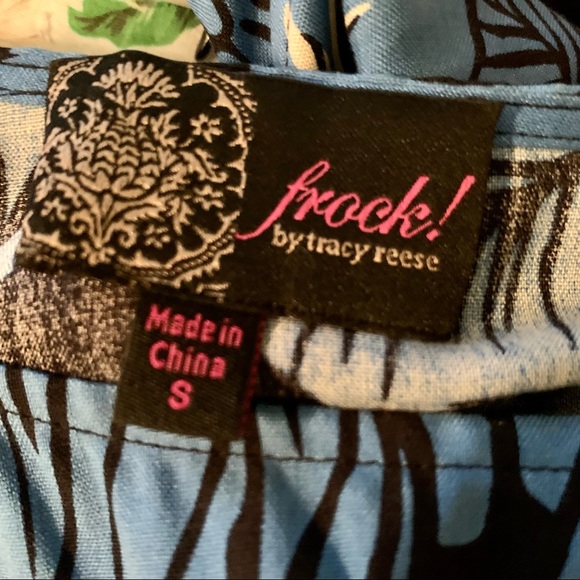 frock!
by tracy reese
Made in
China
S